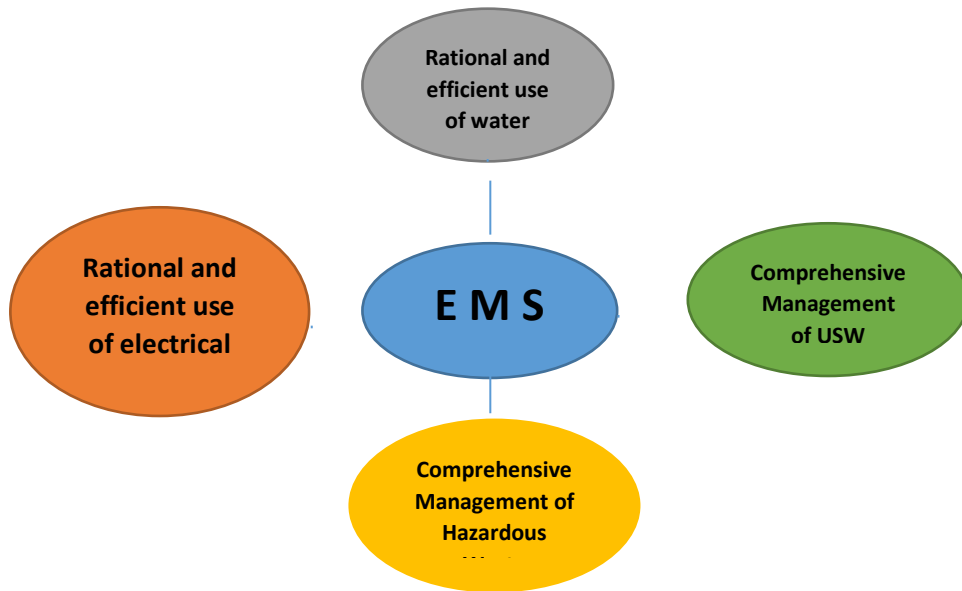 Rational and
efficient use
of water
Rational and
efficient use
of electrical
E M S
Comprehensive
Management
of USW
Comprehensive
Management of
Hazardous